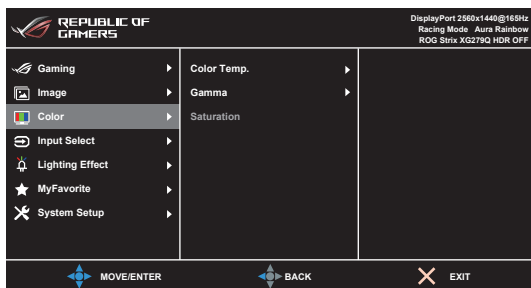 REPUBLIC OF
GAMERS
DisplayPort 2560x1440@165Hz
Racing Mode Aura Rainbow
ROG Strix XG279Q HDR OFF
Gaming
Image
Color
Input Select
Lighting Effect
MyFavorite
System Setup
Color Temp.
Gamma
Saturation
MOVE/ENTER
BACK
EXIT